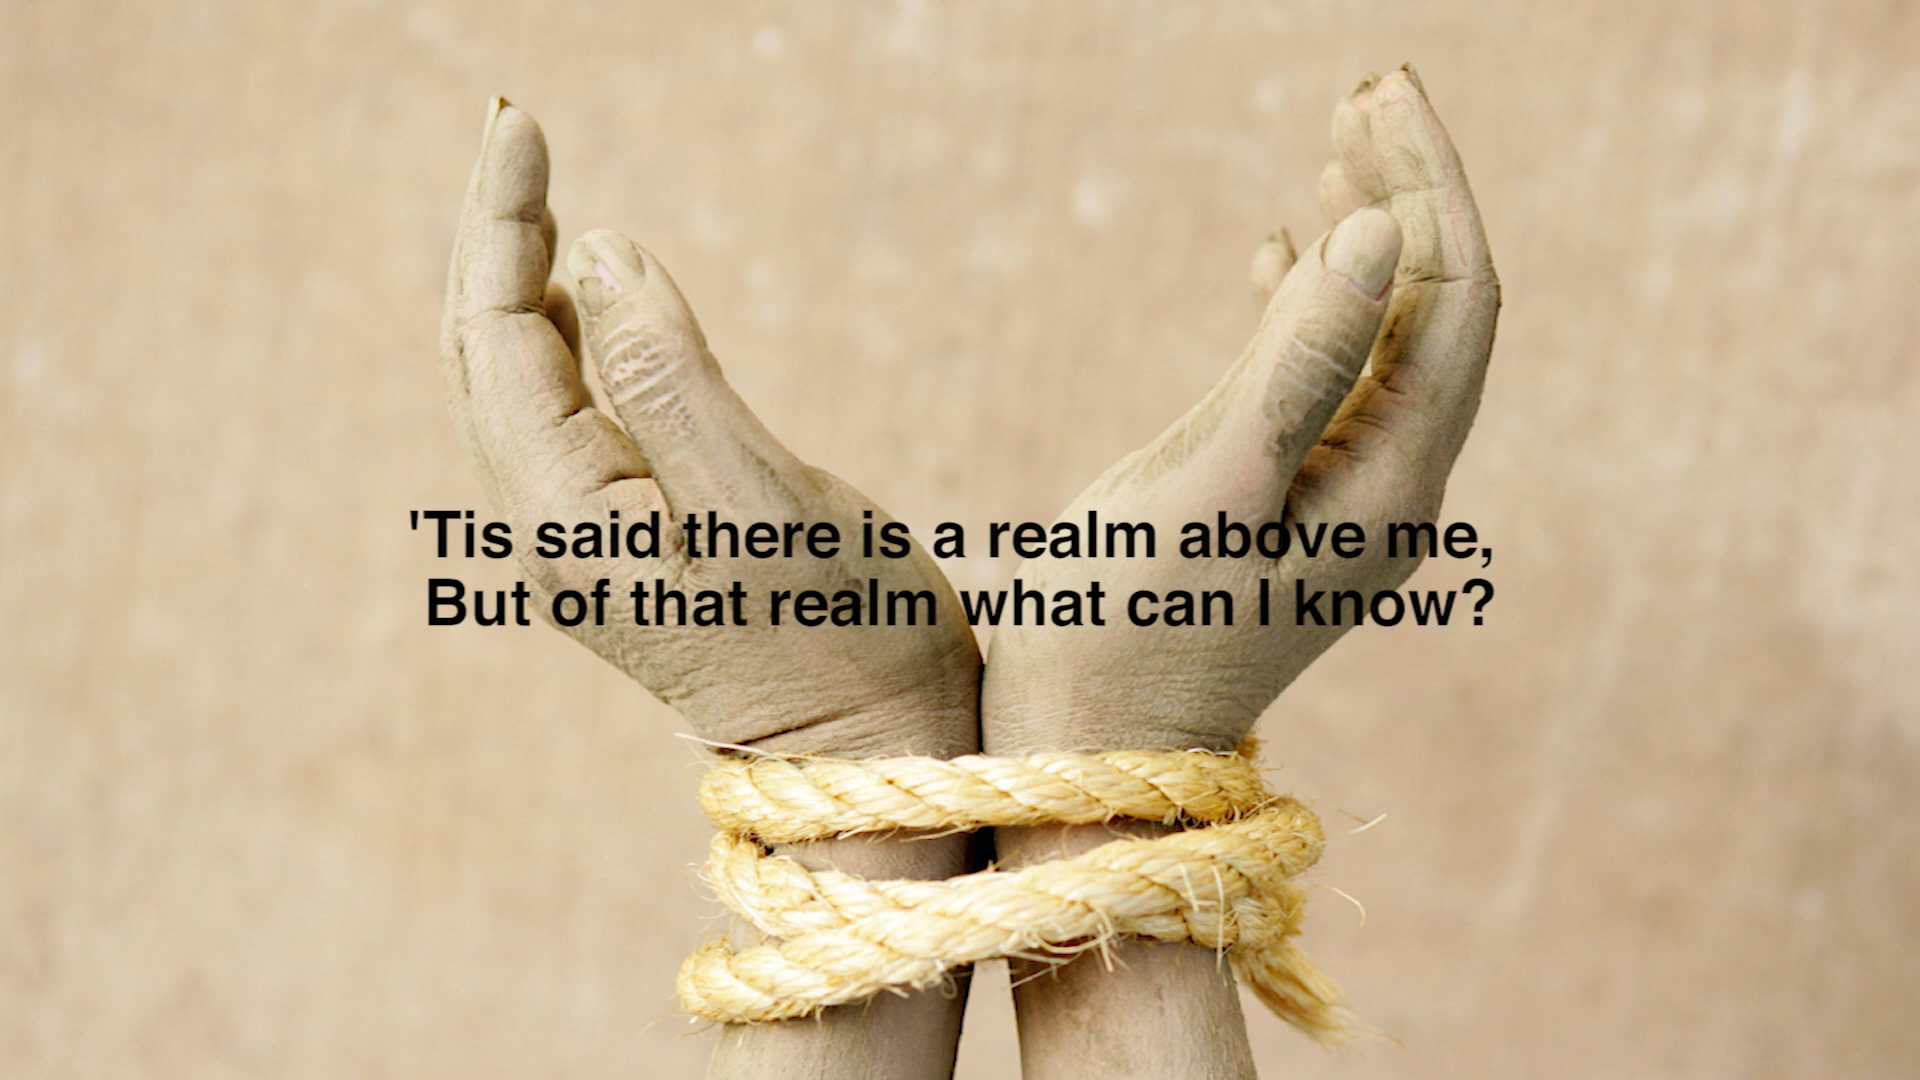 'Tis said there is a realm above me,
But of that realm what can I know?